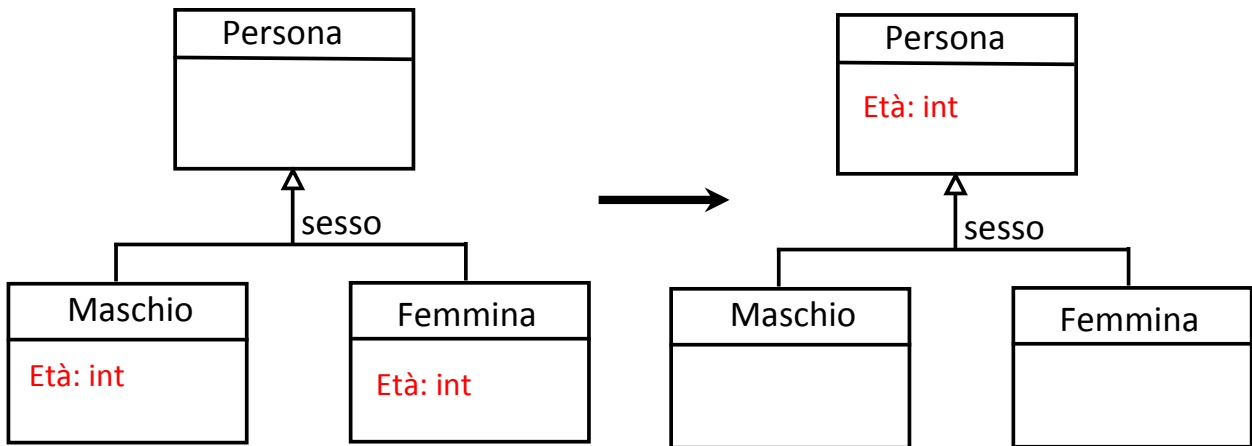 Persona
sesso
Maschio
Età: int
Femmina
Età: int
Persona
Età: int
sesso
Maschio
Femmina